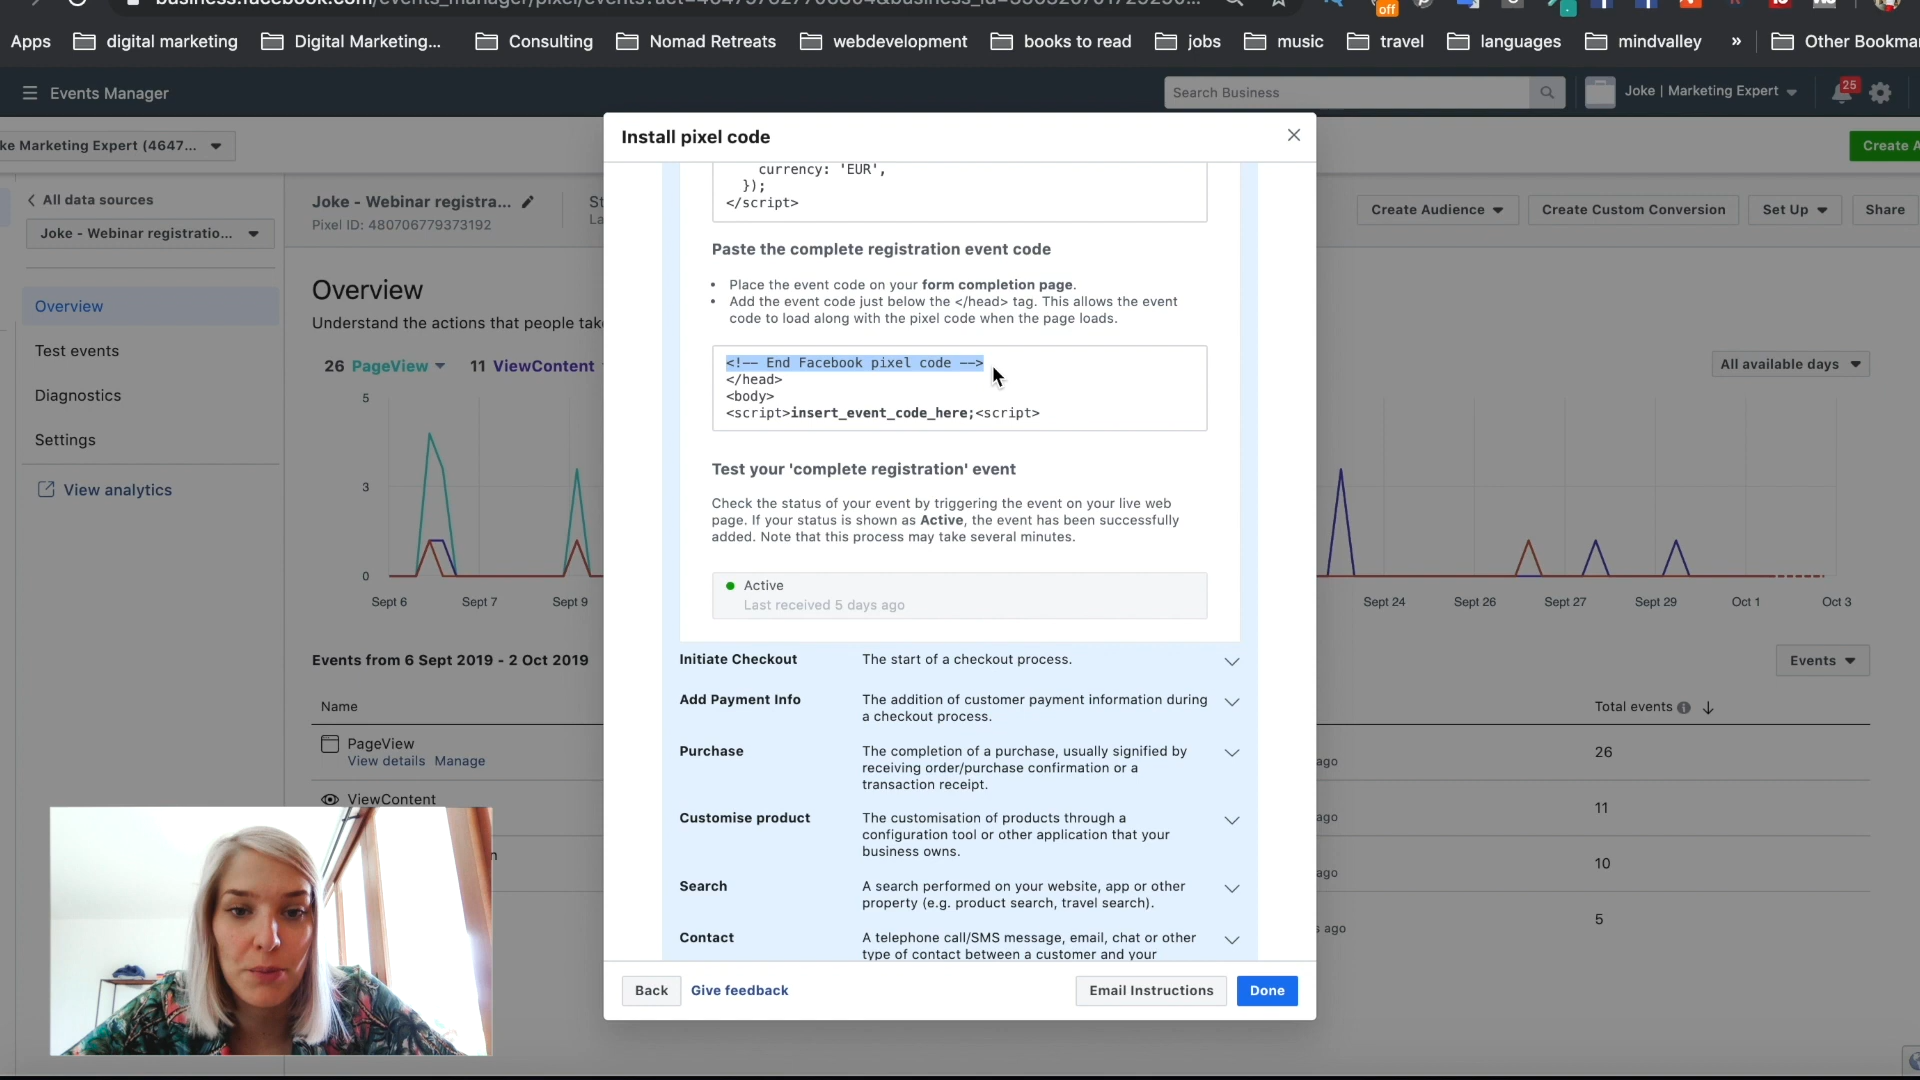 off
Apps
digital marketing
Digital Marketing...
Consulting
Nomad Retreats
webdevelopment
books to read
jobs
music
travel
languages
mindvalley
»
Other Bookma
Events Manager
Search Business
Joke | Marketing Expert
25
ke Marketing Expert (4647...
Create A
Install pixel code
All data sources
Joke - Webinar registratio...
Joke - Webinar registra...
Pixel ID: 480706779373192
St
La
Create Audience
Create Custom Conversion
Set Up
Share
Overview
Test events
Diagnostics
Settings
View analytics
Overview
Understand the actions that people tak
26 PageView
11 ViewContent
All available days
5
3
0
Sept 6
Sept 7
Sept 9
Sept 24
Sept 26
Sept 27
Sept 29
Oct 1
Oct 3
Events from 6 Sept 2019 - 2 Oct 2019
Events
Name
Total events
PageView
View details Manage
ago
26
ViewContent
ago
11
n
ago
10
s ago
5
currency: 'EUR',
});
</script>
Paste the complete registration event code
• Place the event code on your form completion page.
• Add the event code just below the </head> tag. This allows the event
code to load along with the pixel code when the page loads.
<!-- End Facebook pixel code -->
</head>
<body>
<script>insert_event_code_here;<script>
Test your 'complete registration' event
Check the status of your event by triggering the event on your live web
page. If your status is shown as Active, the event has been successfully
added. Note that this process may take several minutes.
Active
Last received 5 days ago
Initiate Checkout
The start of a checkout process.
Add Payment Info
The addition of customer payment information during
a checkout process.
Purchase
The completion of a purchase, usually signified by
receiving order/purchase confirmation or a
transaction receipt.
Customise product
The customisation of products through a
configuration tool or other application that your
business owns.
Search
A search performed on your website, app or other
property (e.g. product search, travel search).
Contact
A telephone call/SMS message, email, chat or other
type of contact between a customer and your
Back
Give feedback
Email Instructions
Done